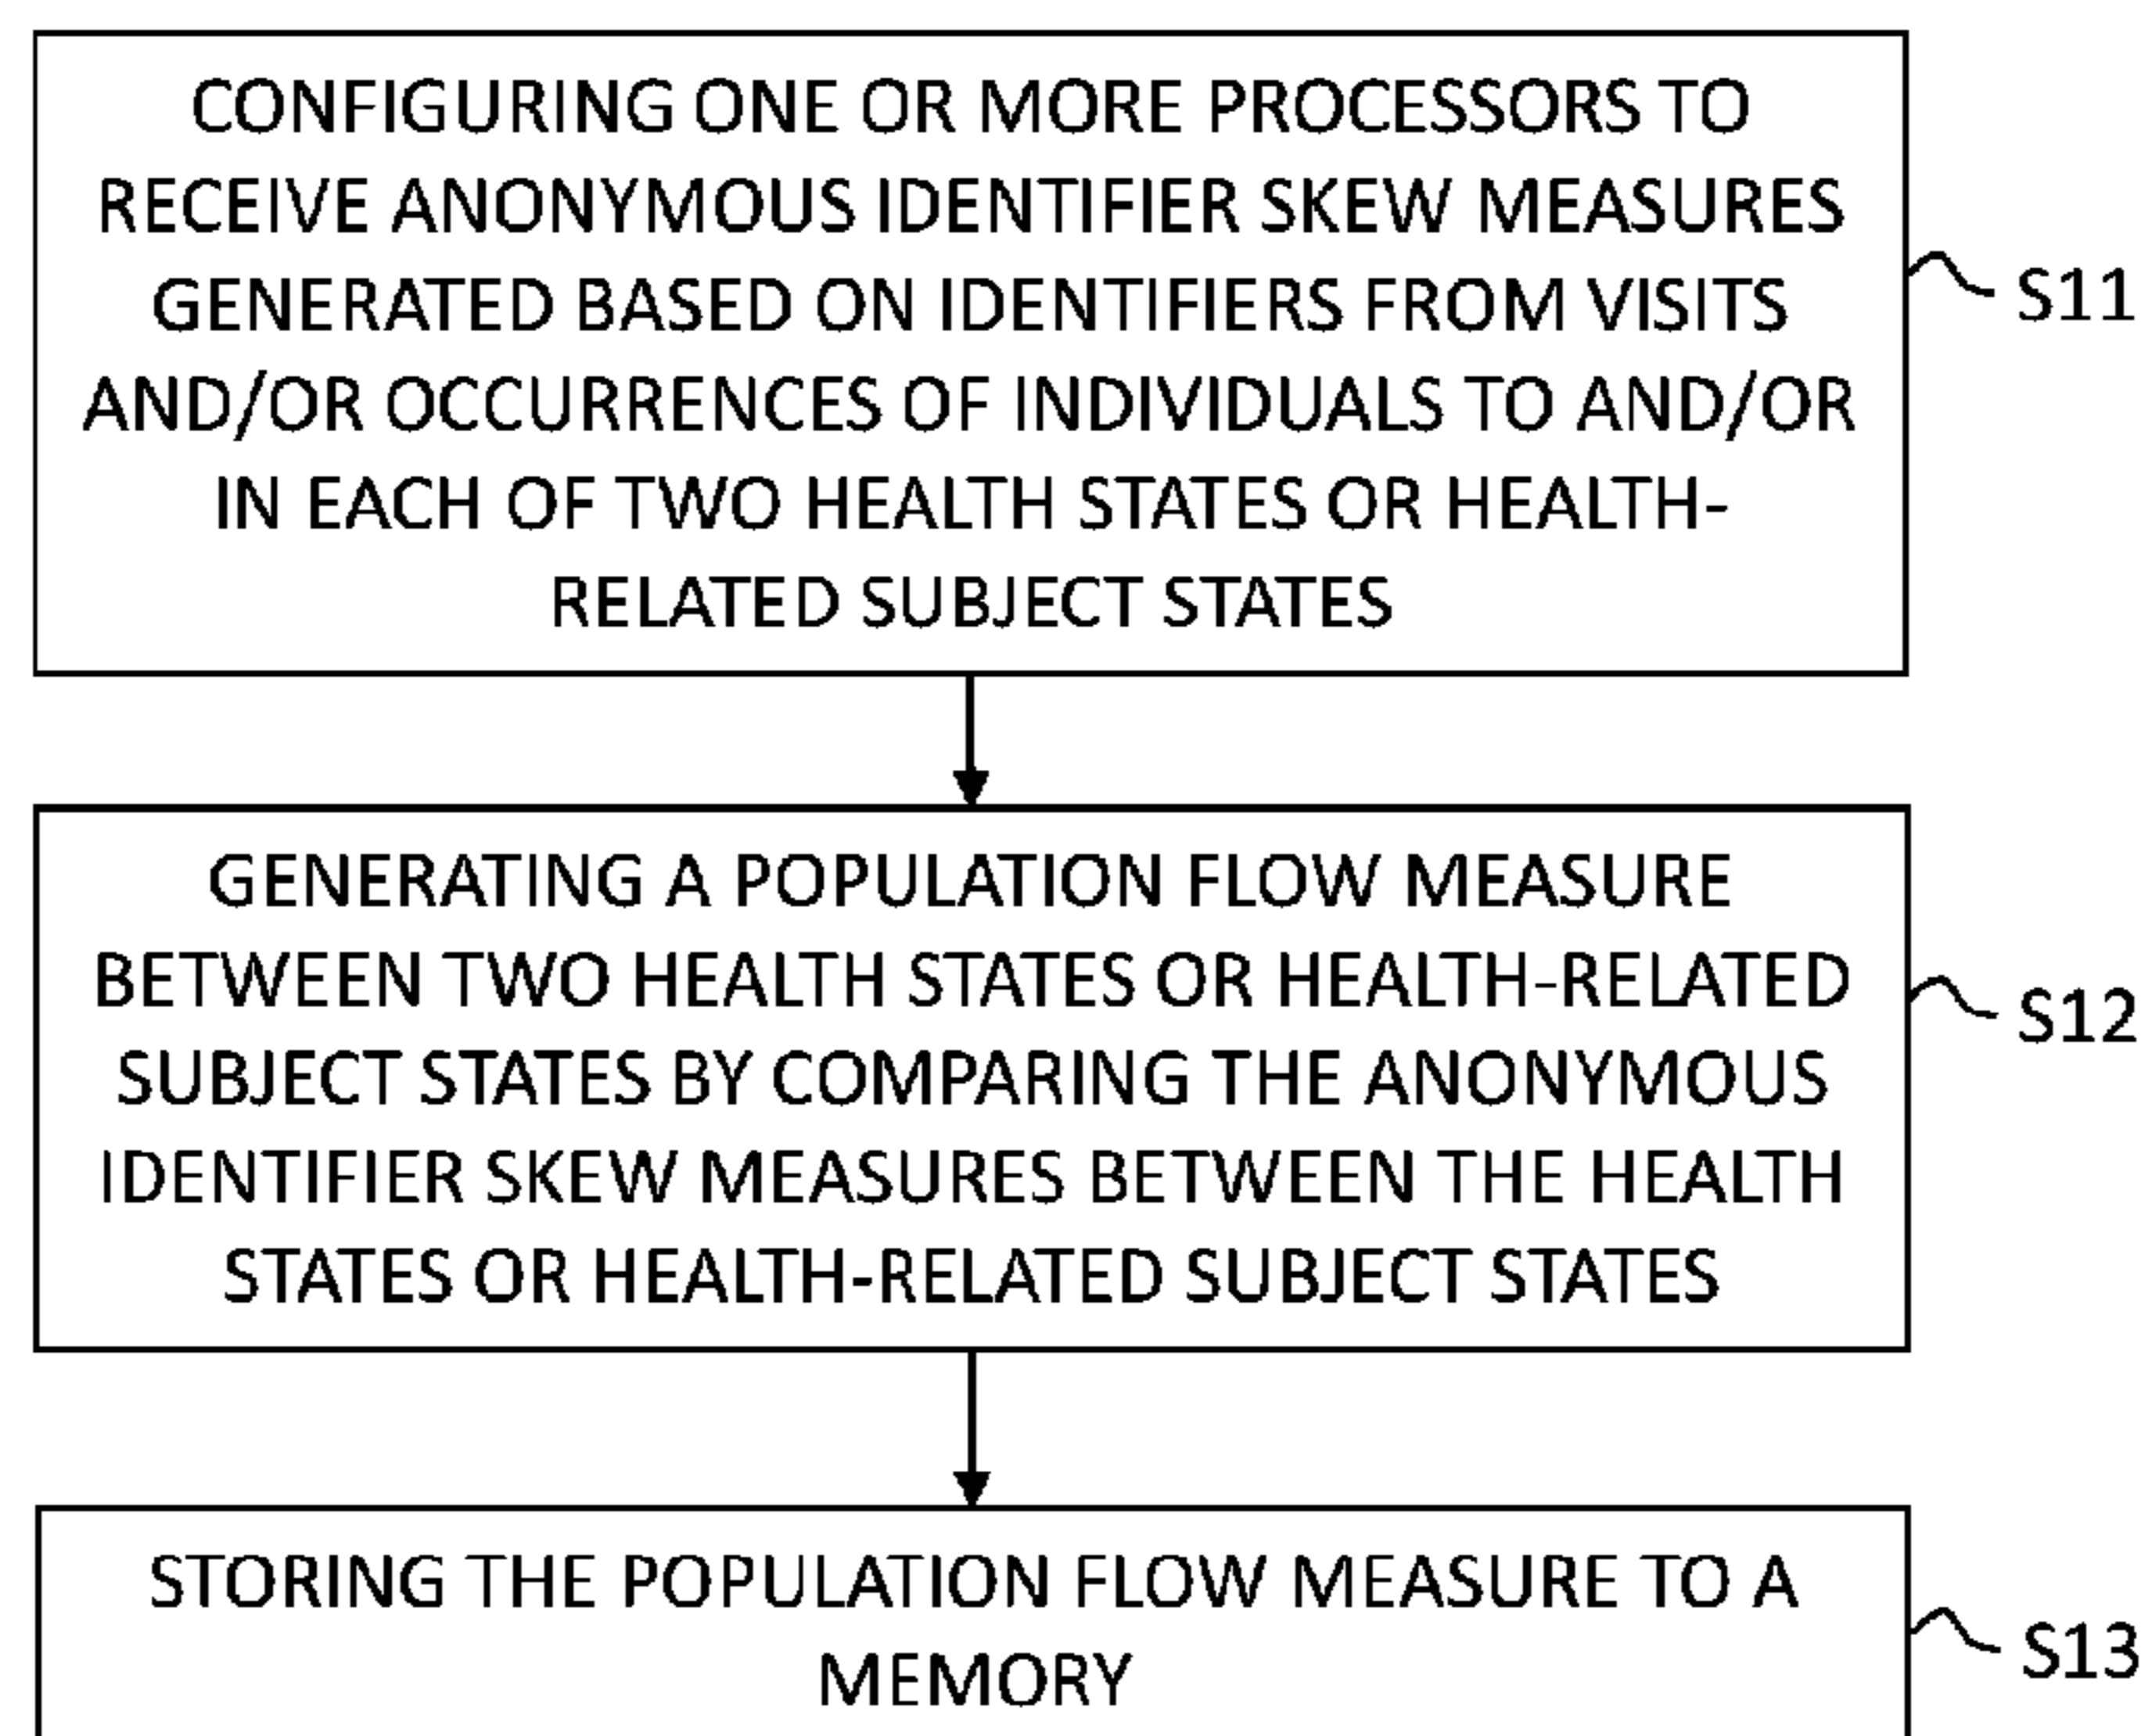 CONFIGURING ONE OR MORE PROCESSORS TO
RECEIVE ANONYMOUS IDENTIFIER SKEW MEASURES
GENERATED BASED ON IDENTIFIERS FROM VISITS
AND/OR OCCURRENCES OF INDIVIDUALS TO AND/OR
IN EACH OF TWO HEALTH STATES OR HEALTH-
RELATED SUBJECT STATES
S11
GENERATING A POPULATION FLOW MEASURE
BETWEEN TWO HEALTH STATES OR HEALTH-RELATED
SUBJECT STATES BY COMPARING THE ANONYMOUS
IDENTIFIER SKEW MEASURES BETWEEN THE HEALTH
STATES OR HEALTH-RELATED SUBJECT STATES
S12
STORING THE POPULATION FLOW MEASURE TO A
MEMORY
S13